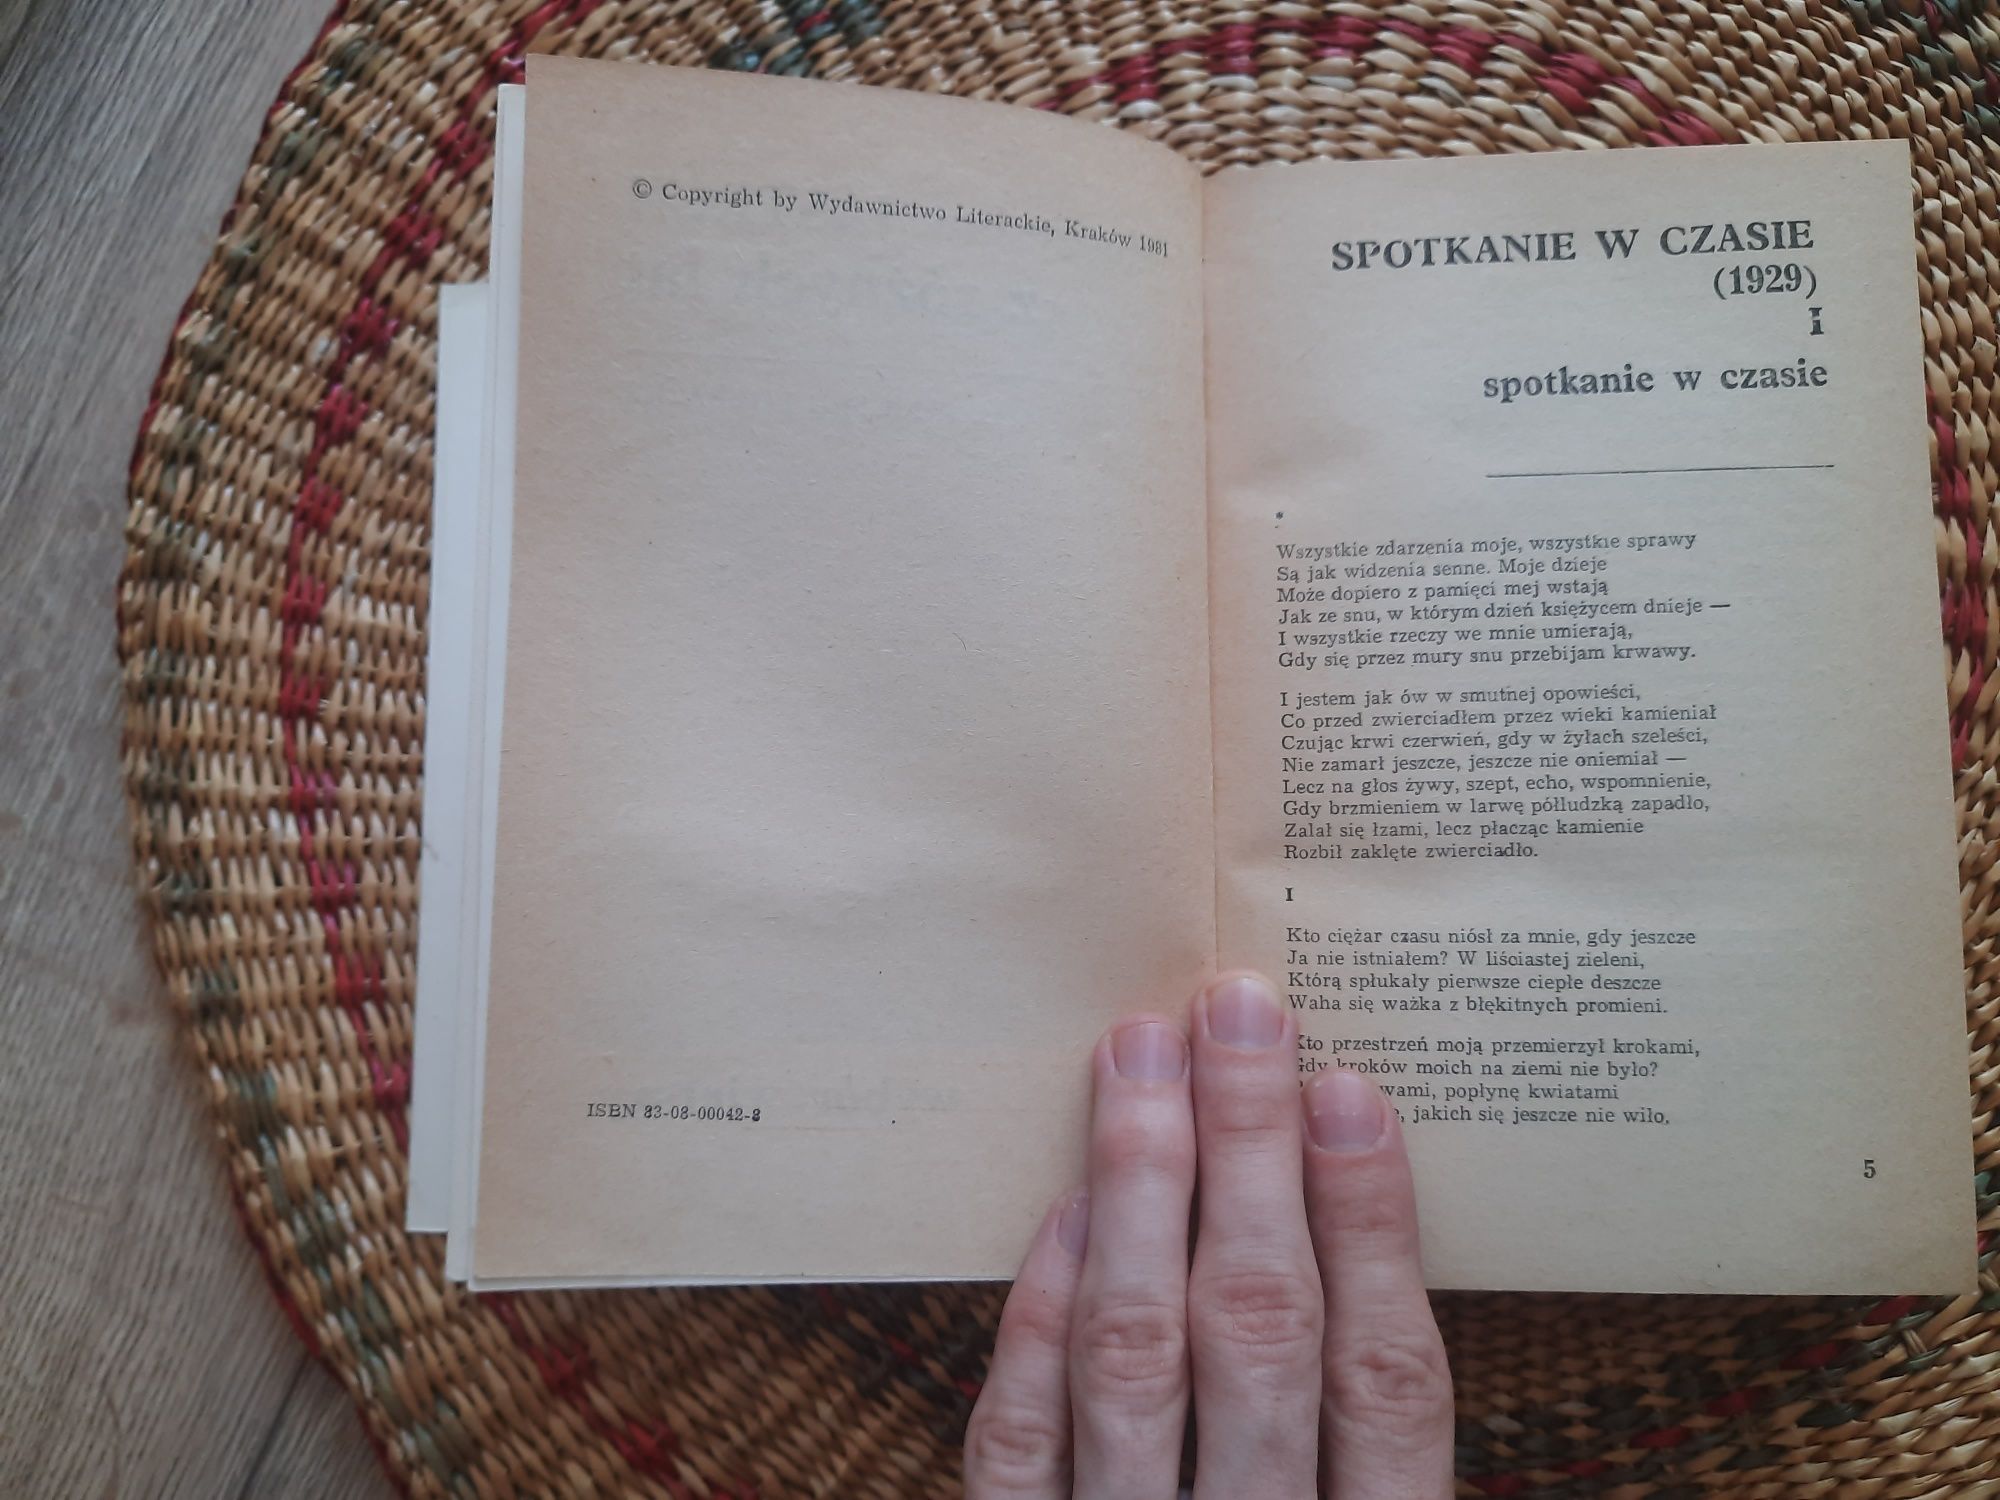 © Copyright by Wydawnictwo Literackie, Kraków 1981
ISBN 83-08-00042-8
SPOTKANIE W CZASIE
(1929)
I
spotkanie w czasie
*
Wszystkie zdarzenia moje, wszystkie sprawy
Są jak widzenia senne. Moje dzieje
Może dopiero z pamięci mej wstają
Jak ze snu, w którym dzień księżycem dnieje —
I wszystkie rzeczy we mnie umierają,
Gdy się przez mury snu przebijam krwawy.
I jestem jak ów w smutnej opowieści,
Co przed zwierciadłem przez wieki kamieniał
Czując krwi czerwień, gdy w żyłach szeleści,
Nie zamarł jeszcze, jeszcze nie oniemiał —
Lecz na głos żywy, szept, echo, wspomnienie,
Gdy brzmieniem w larwę półludzką zapadło,
Zalał się łzami, lecz płacząc kamienie
Rozbił zaklęte zwierciadło.
I
Kto ciężar czasu niósł za mnie, gdy jeszcze
Ja nie istniałem? W liściastej zieleni,
Którą spłukały pierwsze ciepłe deszcze
Waha się ważka z błękitnych promieni.
Kto przestrzeń moją przemierzył krokami,
Gdy kroków moich na ziemi nie było?
popłynę kwiatami
jakich się jeszcze nie wiło,
5